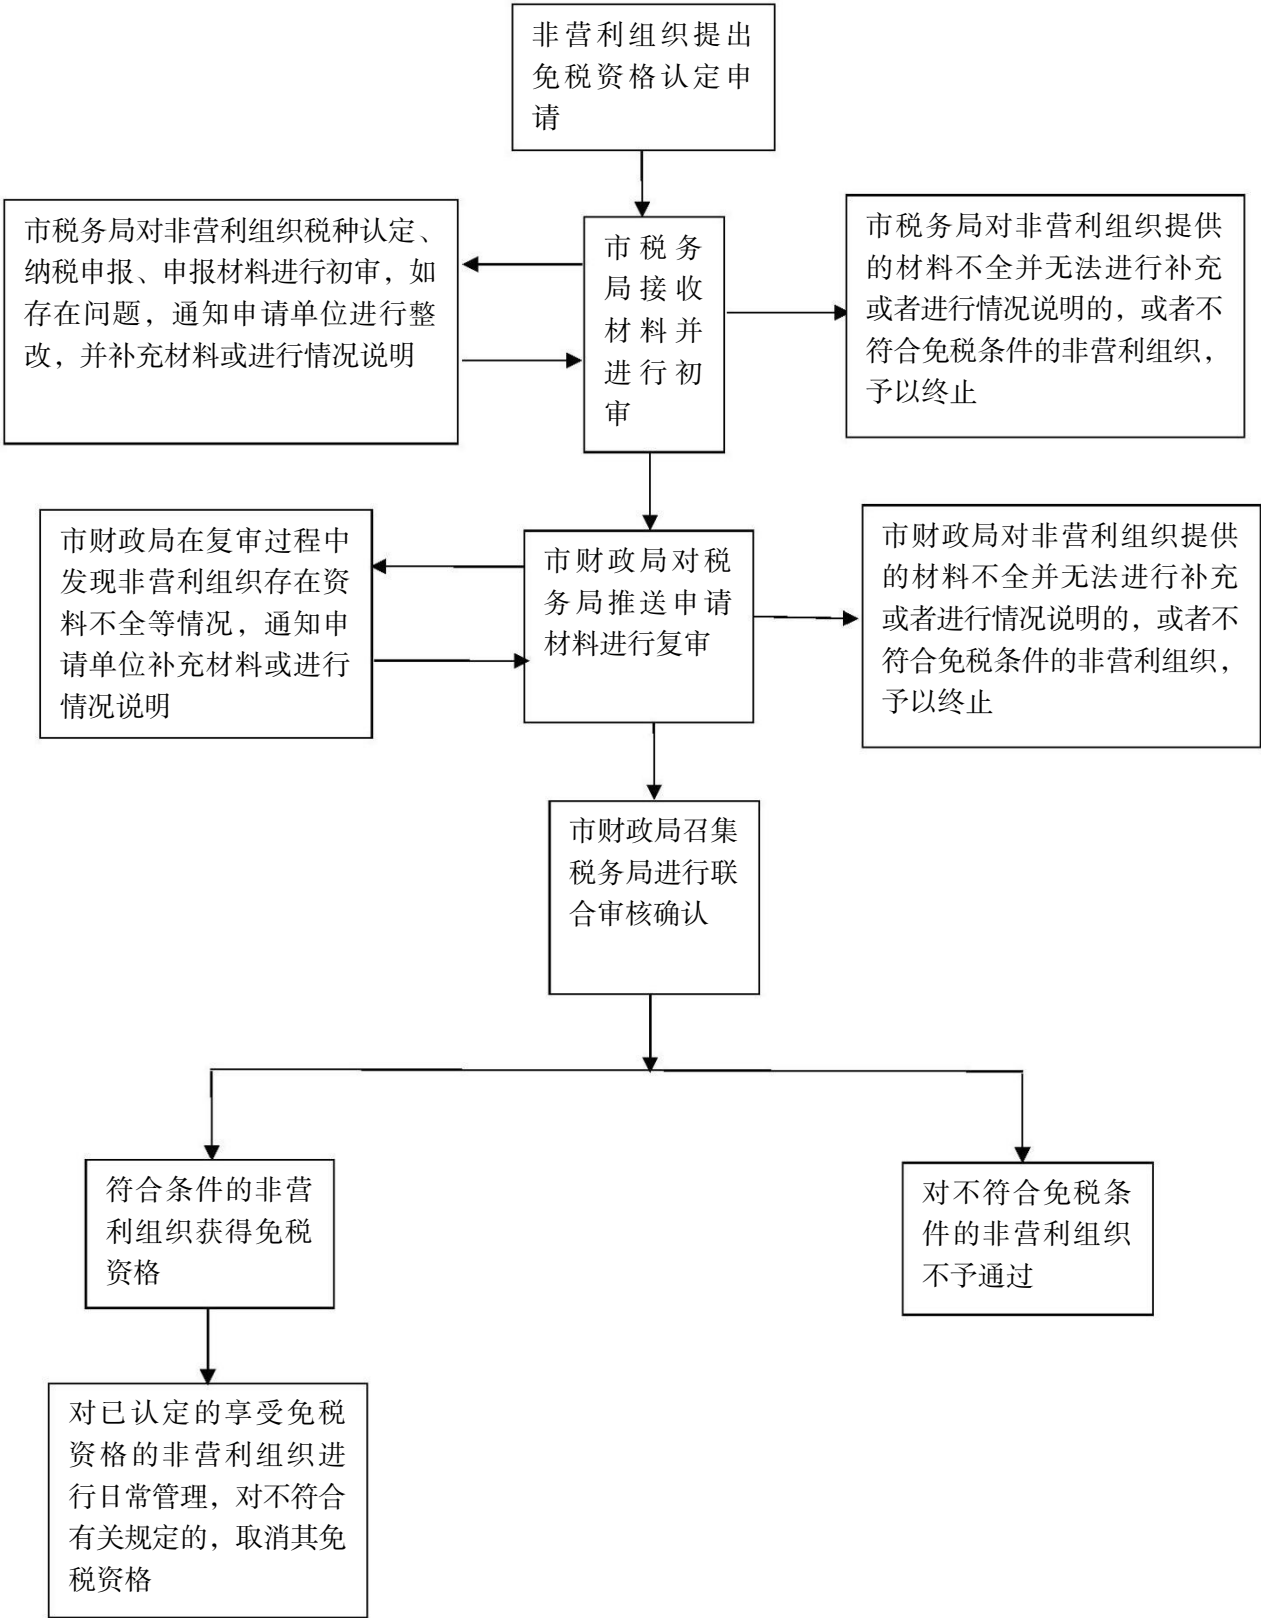 非营利组织提出
免税资格认定申
请
市税务局对非营利组织税种认定、
纳税申报、申报材料进行初审，如
存在问题，通知申请单位进行整
改，并补充材料或进行情况说明
市税务
局接收
材料并
进行初
审
市税务局对非营利组织提供
的材料不全并无法进行补充
或者进行情况说明的，或者不
符合免税条件的非营利组织，
予以终止
市财政局在复审过程中
发现非营利组织存在资
料不全等情况，通知申
请单位补充材料或进行
情况说明
市财政局对税
务局推送申请
材料进行复审
市财政局对非营利组织提供
的材料不全并无法进行补充
或者进行情况说明的，或者不
符合免税条件的非营利组织，
予以终止
市财政局召集
税务局进行联
合审核确认
符合条件的非营
利组织获得免税
资格
对不符合免税条
件的非营利组织
不予通过
对已认定的享受免税
资格的非营利组织进
行日常管理，对不符合
有关规定的，取消其免
税资格